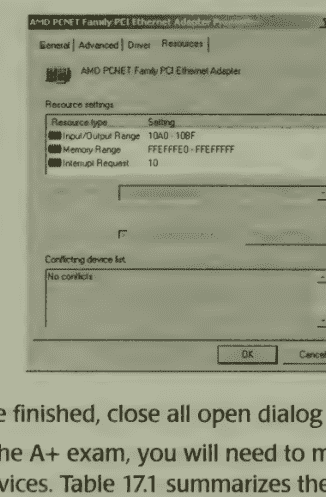 AMD PCNET Family PCI Ethernet Adapter
General Advanced Driver Resources
AMD PCNET Family PCI Ethernet Adapter
Resource settings
Resource type Setting
Input/Output Range 10A0 - 10BF
Memory Range FFEFFFE0 - FFEFFFFF
Interrupt Request 10
Conflicting device list
No conflicts
OK Cancel
e finished, close all open dialog
he A+ exam, you will need to m
vices. Table 17.1 summarizes the